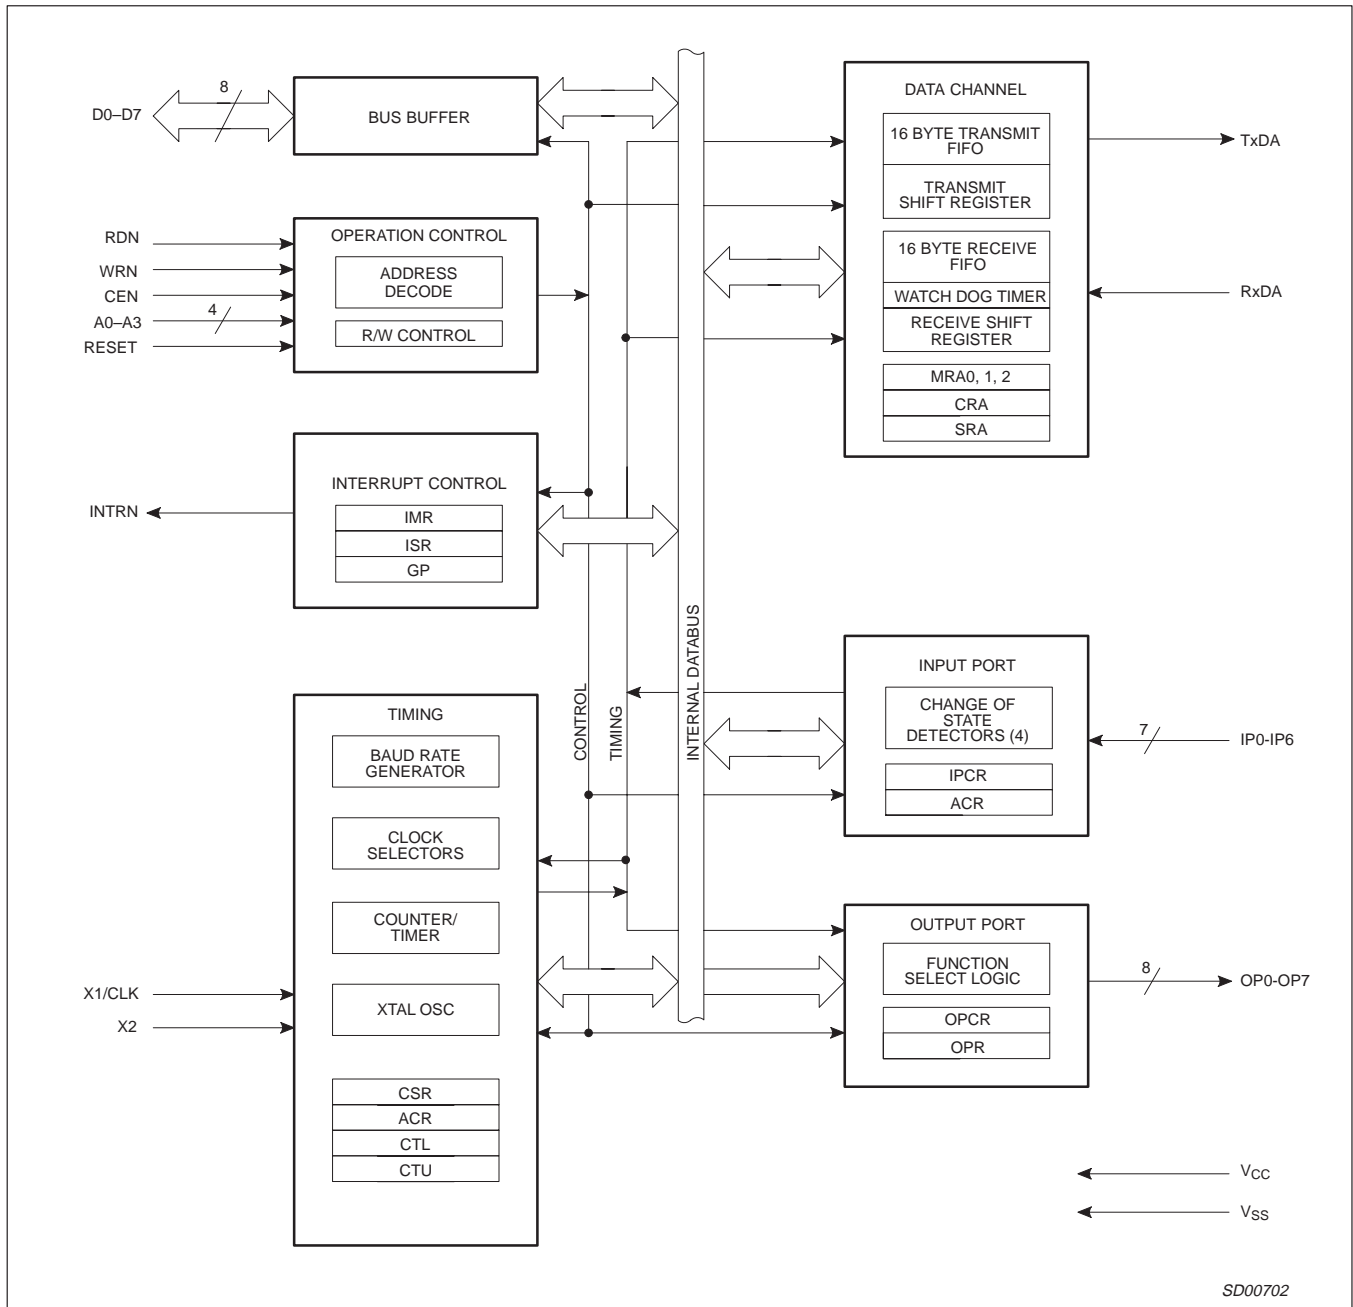 D0–D7
8
BUS BUFFER
RDN
WRN
CEN
A0–A3
4
RESET
OPERATION CONTROL
ADDRESS
DECODE
R/W CONTROL
INTRN
INTERRUPT CONTROL
IMR
ISR
GP
TIMING
BAUD RATE
GENERATOR
CLOCK
SELECTORS
COUNTER/
TIMER
X1/CLK
X2
XTAL OSC
CSR
ACR
CTL
CTU
CONTROL
TIMING
INTERNAL DATABUS
DATA CHANNEL
16 BYTE TRANSMIT
FIFO
TRANSMIT
SHIFT REGISTER
16 BYTE RECEIVE
FIFO
WATCH DOG TIMER
RECEIVE SHIFT
REGISTER
MRA0, 1, 2
CRA
SRA
TxDA
RxDA
INPUT PORT
CHANGE OF
STATE
DETECTORS (4)
IPCR
ACR
7
IP0-IP6
OUTPUT PORT
FUNCTION
SELECT LOGIC
OPCR
OPR
8
OP0-OP7
VCC
VSS
SD00702